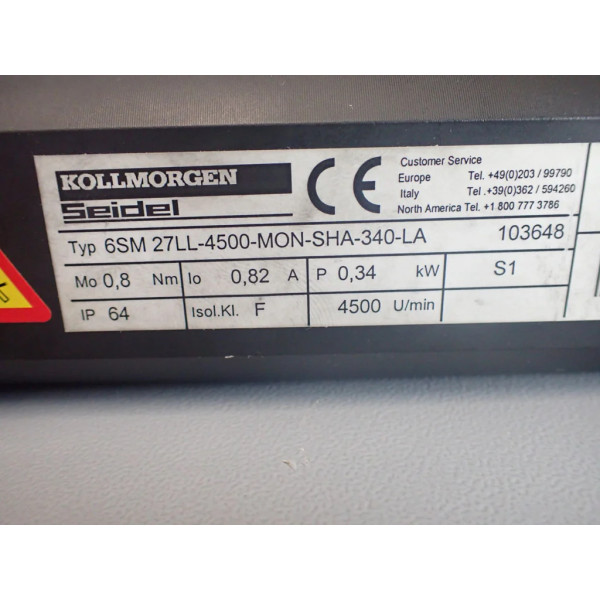 KOLLMORGEN
Seidel
CE
Customer Service
Europe Tel. +49(0)203 / 99790
Italy Tel .+39(0)362 / 594260
North America Tel. +1 800 777 3786
Typ 6SM 27LL-4500-MON-SHA-340-LA 103648
Mo 0,8 Nm Io 0,82 A P 0,34 kW S1
IP 64 Isol.Kl. F 4500 U/min